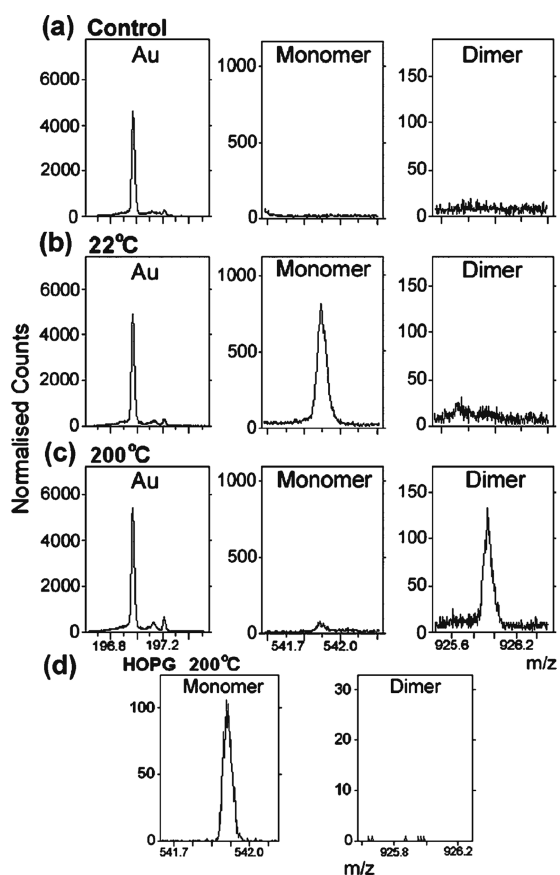 (a) Control
Au Monomer Dimer
6000 1000 150
4000 500 100
2000 50
0 0 0
(b) 22°C
Au Monomer Dimer
6000 1000 150
4000 500 100
2000 50
0 0 0
Normalised Counts
(c) 200°C
Au Monomer Dimer
6000 1000 150
4000 500 100
2000 50
0 0 0
196.8 197.2 541.7 542.0 925.8 926.2
m/z
(d) HOPG 200°C
Monomer Dimer
100 30
50 20
10
0 0
541.7 542.0 925.8 926.2
m/z